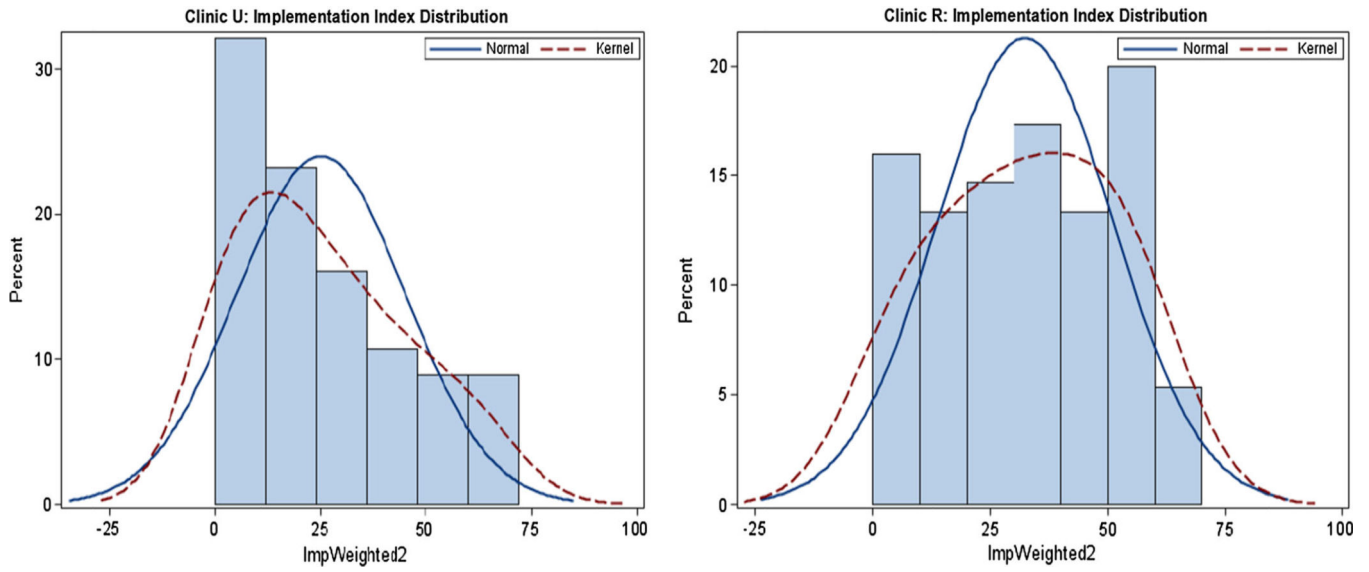 Clinic U: Implementation Index Distribution
Normal Kernel
30
20
10
0
Percent
-25 0 25 50 75 100
ImpWeighted2
Clinic R: Implementation Index Distribution
Normal Kernel
20
15
10
5
0
Percent
-25 0 25 50 75 100
ImpWeighted2